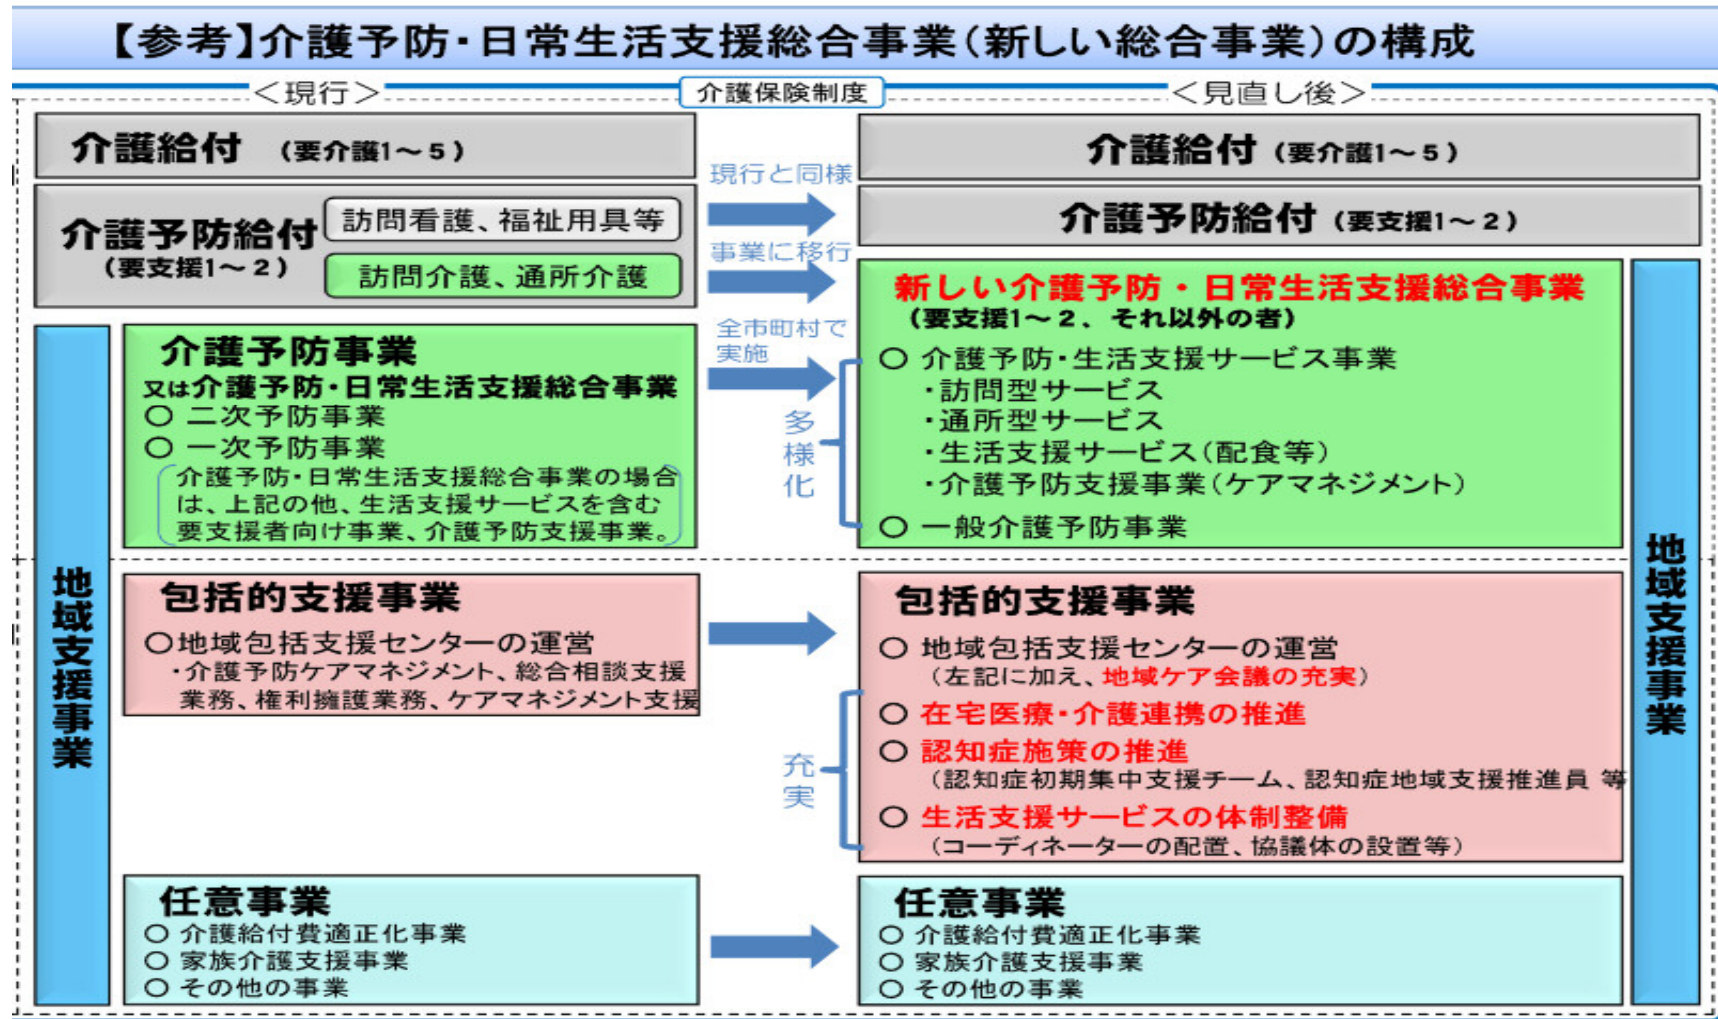 【参考】介護予防・日常生活支援総合事業(新しい総合事業)の構成
＜現行＞
介護保険制度
＜見直し後＞
介護給付 (要介護1～5)
介護予防給付
(要支援1～2)
訪問看護、福祉用具等
訪問介護、通所介護
現行と同様
事業に移行
全市町村で
実施
多様化
介護給付 (要介護1～5)
介護予防給付 (要支援1～2)
介護予防事業
又は介護予防・日常生活支援総合事業
○ 二次予防事業
○ 一次予防事業
介護予防・日常生活支援総合事業の場合
は、上記の他、生活支援サービスを含む
要支援者向け事業、介護予防支援事業。
新しい介護予防・日常生活支援総合事業
(要支援1～2、それ以外の者)
○ 介護予防・生活支援サービス事業
・訪問型サービス
・通所型サービス
・生活支援サービス(配食等)
・介護予防支援事業(ケアマネジメント)
○ 一般介護予防事業
地域支援事業
包括的支援事業
○地域包括支援センターの運営
・介護予防ケアマネジメント、総合相談支援
業務、権利擁護業務、ケアマネジメント支援
充実
包括的支援事業
○ 地域包括支援センターの運営
(左記に加え、地域ケア会議の充実)
○ 在宅医療・介護連携の推進
○ 認知症施策の推進
(認知症初期集中支援チーム、認知症地域支援推進員 等
○ 生活支援サービスの体制整備
(コーディネーターの配置、協議体の設置等)
地域支援事業
任意事業
○ 介護給付費適正化事業
○ 家族介護支援事業
○ その他の事業
任意事業
○ 介護給付費適正化事業
○ 家族介護支援事業
○ その他の事業